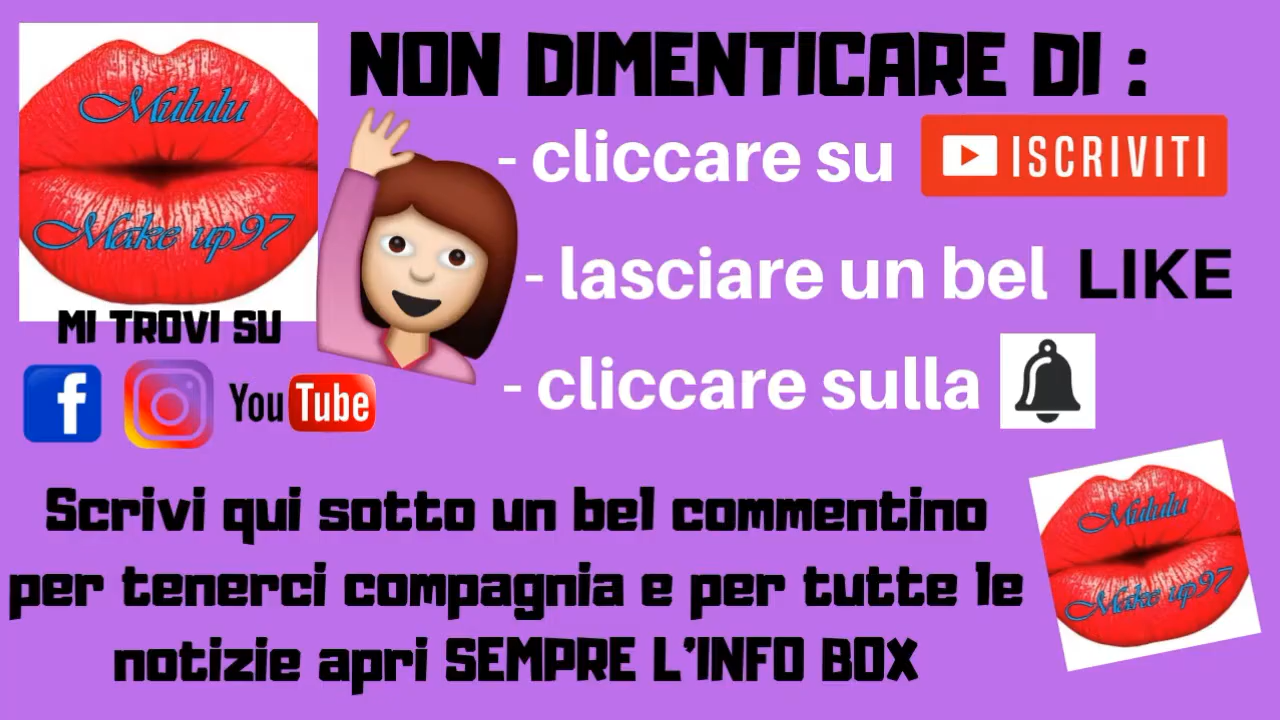 Mululu
Make up97
MI TROVI SU
f
YouTube
NON DIMENTICARE DI :
- cliccare su ISCRIVITI
- lasciare un bel LIKE
- cliccare sulla
Scrivi qui sotto un bel commentino
per tenerci compagnia e per tutte le
notizie apri SEMPRE L'INFO BOX
Mululu
Make up97